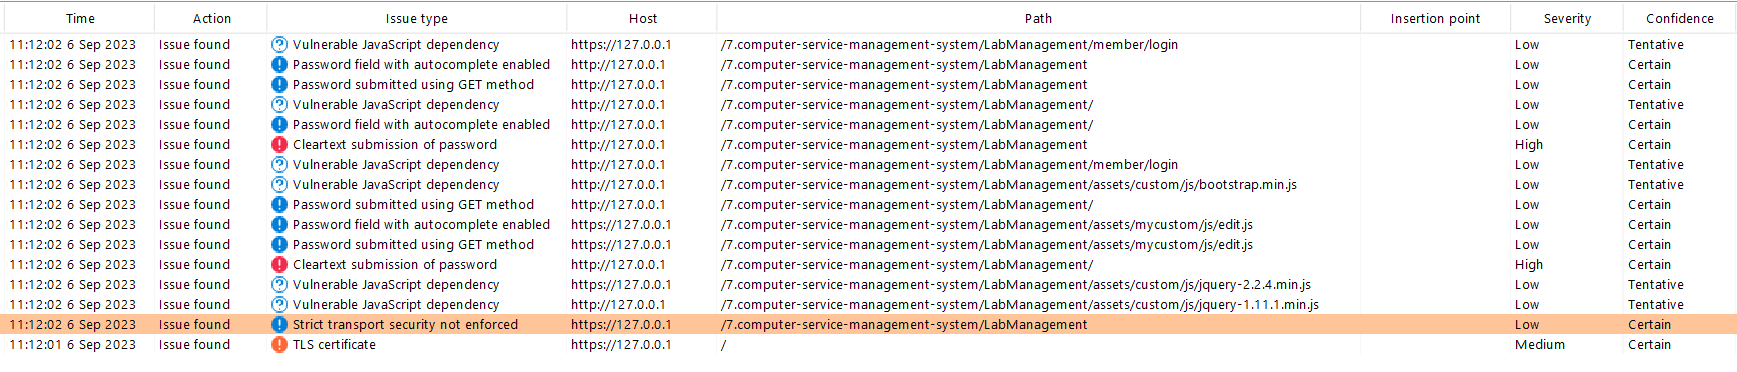 Time Action Issue type Host Path Insertion point Severity Confidence
11:12:02 6 Sep 2023 Issue found Vulnerable JavaScript dependency https://127.0.0.1 /7.computer-service-management-system/LabManagement/member/login Low Tentative
11:12:02 6 Sep 2023 Issue found Password field with autocomplete enabled http://127.0.0.1 /7.computer-service-management-system/LabManagement Low Certain
11:12:02 6 Sep 2023 Issue found Password submitted using GET method http://127.0.0.1 /7.computer-service-management-system/LabManagement Low Certain
11:12:02 6 Sep 2023 Issue found Vulnerable JavaScript dependency http://127.0.0.1 /7.computer-service-management-system/LabManagement/ Low Tentative
11:12:02 6 Sep 2023 Issue found Password field with autocomplete enabled http://127.0.0.1 /7.computer-service-management-system/LabManagement/ Low Certain
11:12:02 6 Sep 2023 Issue found Cleartext submission of password http://127.0.0.1 /7.computer-service-management-system/LabManagement High Certain
11:12:02 6 Sep 2023 Issue found Vulnerable JavaScript dependency http://127.0.0.1 /7.computer-service-management-system/LabManagement/member/login Low Tentative
11:12:02 6 Sep 2023 Issue found Vulnerable JavaScript dependency http://127.0.0.1 /7.computer-service-management-system/LabManagement/assets/custom/js/bootstrap.min.js Low Tentative
11:12:02 6 Sep 2023 Issue found Password submitted using GET method http://127.0.0.1 /7.computer-service-management-system/LabManagement/ Low Certain
11:12:02 6 Sep 2023 Issue found Password field with autocomplete enabled http://127.0.0.1 /7.computer-service-management-system/LabManagement/assets/mycustom/js/edit.js Low Certain
11:12:02 6 Sep 2023 Issue found Password submitted using GET method http://127.0.0.1 /7.computer-service-management-system/LabManagement/assets/mycustom/js/edit.js Low Certain
11:12:02 6 Sep 2023 Issue found Cleartext submission of password http://127.0.0.1 /7.computer-service-management-system/LabManagement/ High Certain
11:12:02 6 Sep 2023 Issue found Vulnerable JavaScript dependency http://127.0.0.1 /7.computer-service-management-system/LabManagement/assets/custom/js/jquery-2.2.4.min.js Low Tentative
11:12:02 6 Sep 2023 Issue found Vulnerable JavaScript dependency http://127.0.0.1 /7.computer-service-management-system/LabManagement/assets/custom/js/jquery-1.11.1.min.js Low Tentative
11:12:02 6 Sep 2023 Issue found Strict transport security not enforced https://127.0.0.1 /7.computer-service-management-system/LabManagement Low Certain
11:12:01 6 Sep 2023 Issue found TLS certificate https://127.0.0.1 / Medium Certain